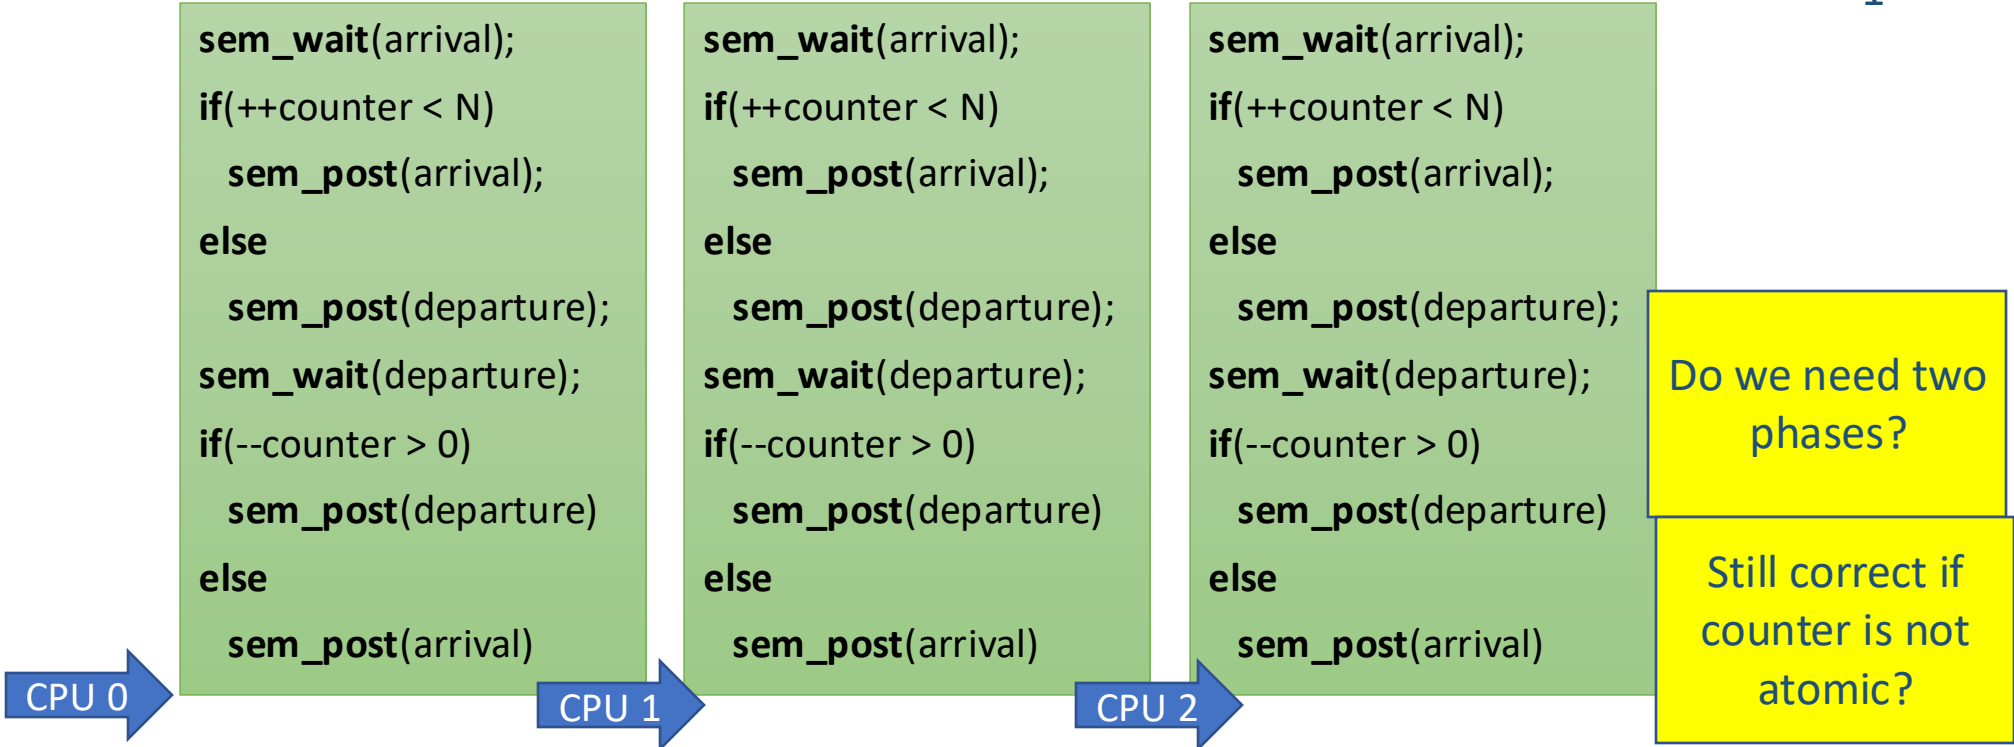 1
sem_wait(arrival);
if(++counter < N)
sem_post(arrival);
else
sem_post(departure);
sem_wait(departure);
if(--counter > 0)
sem_post(departure)
else
sem_post(arrival)
CPU 0
sem_wait(arrival);
if(++counter < N)
sem_post(arrival);
else
sem_post(departure);
sem_wait(departure);
if(--counter > 0)
sem_post(departure)
else
sem_post(arrival)
CPU 1
sem_wait(arrival);
if(++counter < N)
sem_post(arrival);
else
sem_post(departure);
sem_wait(departure);
if(--counter > 0)
sem_post(departure)
else
sem_post(arrival)
CPU 2
Do we need two
phases?
Still correct if
counter is not
atomic?